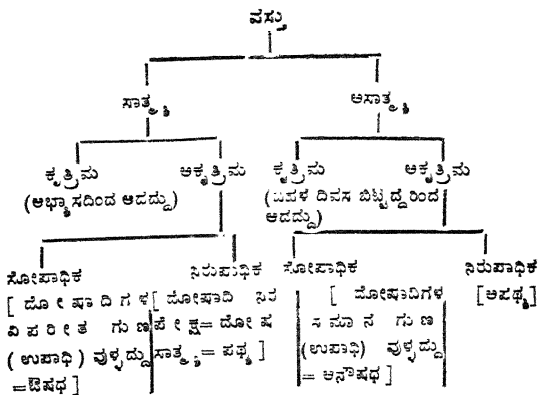 ವಸ್ತು
ಸಾತ್ಮ್ಯ ಅಸಾತ್ಮ್ಯ
ಕೃತ್ರಿಮ ಅಕೃತ್ರಿಮ ಕೃತ್ರಿಮ ಅಕೃತ್ರಿಮ
(ಅಭ್ಯಾಸದಿಂದ ಆದದ್ದು) (ಬಹಳ ದಿವಸ ಬಿಟ್ಟದ್ದರಿಂದ
ಆದದ್ದು)
ಸೋಪಾಧಿಕ ನಿರುಪಾಧಿಕ ಸೋಪಾಧಿಕ ನಿರುಪಾಧಿಕ
[ದೋಷಾದಿಗಳ [ದೋಷಾದಿ ನಿರ [ದೋಷಾದಿಗಳ [ಅಪಥ್ಯ]
ವಿಪರೀತ ಗುಣ ಪೇಕ್ಷ=ದೋಷ ಸಮಾನ ಗುಣ
(ಉಪಾಧಿ) ವುಳ್ಳದ್ದು ಸಾತ್ಮ್ಯ=ಪಥ್ಯ] (ಉಪಾಧಿ) ವುಳ್ಳದ್ದು
=ಔಷಧ] = ಅನೌಷಧ]